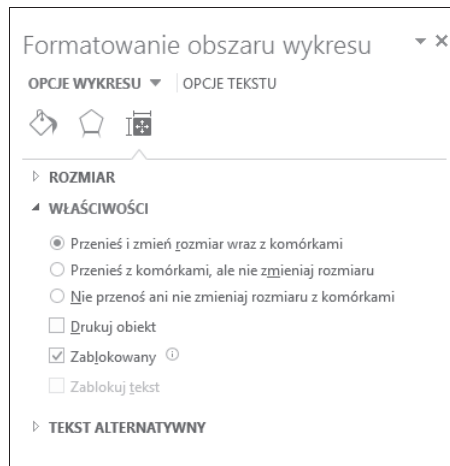 Formatowanie obszaru wykresu
OPCJE WYKRESU OPCJE TEKSTU
ROZMIAR
WŁAŚCIWOŚCI
Przenieś i zmień rozmiar wraz z komórkami
Przenieś z komórkami, ale nie zmieniaj rozmiaru
Nie przenoś ani nie zmieniaj rozmiaru z komórkami
Drukuj obiekt
Zablokowany
Zablokuj tekst
TEKST ALTERNATYWNY